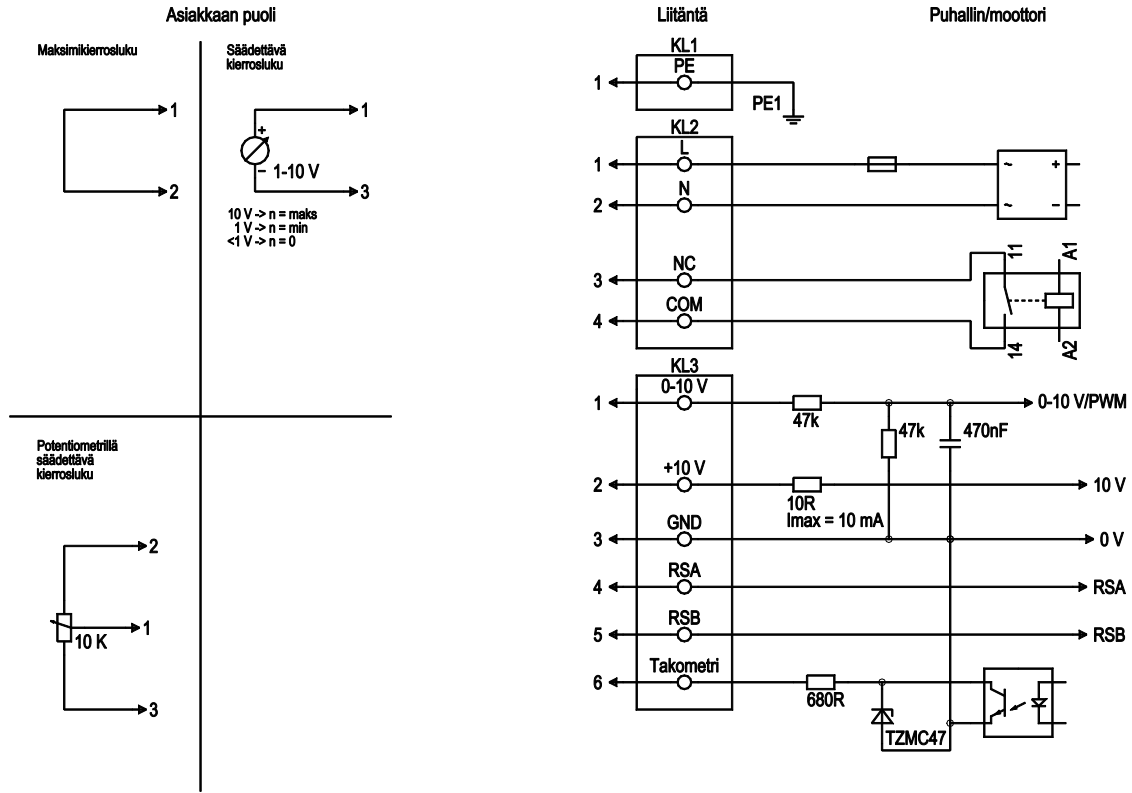 Asiakkaan puoli
Liitäntä
Puhallin/moottori
Maksimikierrosluku
1
2
Säädettävä
kierrosluku
1
+
– 1-10 V
3
10 V -> n = maks
1 V -> n = min
<1 V -> n = 0
Potentiometrillä
säädettävä
kierrosluku
2
1
10 K
3
KL1
PE
1
PE1
KL2
L
1
~ +
N
2
~ –
NC
3
11 A1
COM
4
14 A2
KL3
0-10 V
1
47k
0-10 V/PWM
47k
470nF
+10 V
2
10R
Imax = 10 mA
10 V
GND
3
0 V
RSA
4
RSA
RSB
5
RSB
Takometri
6
680R
TZMC47